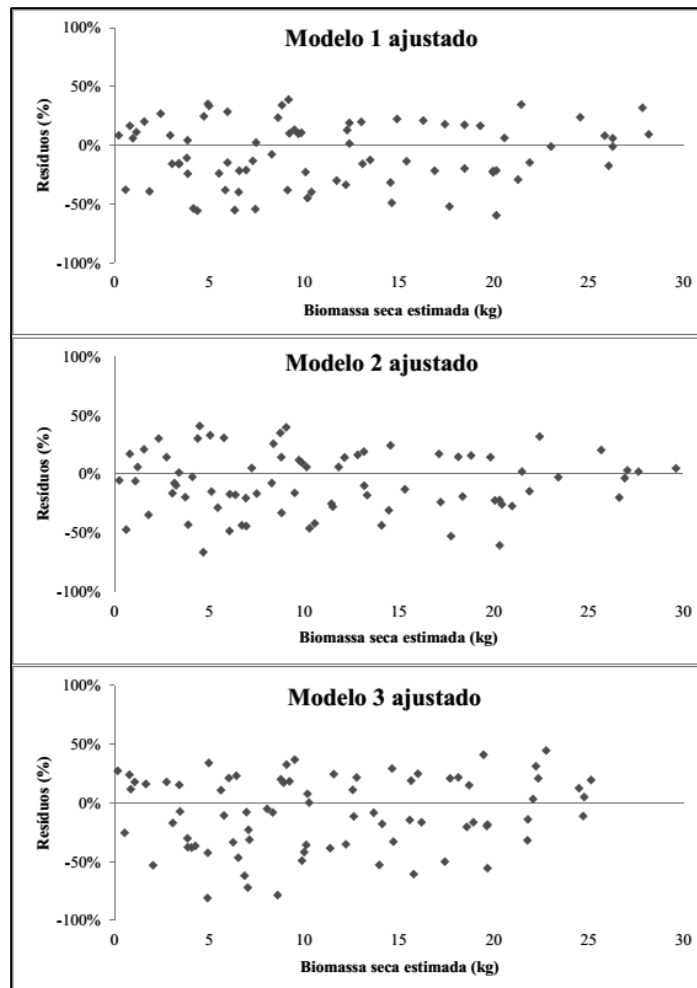 Modelo 1 ajustado
100%
50%
0%
-50%
-100%
Resíduos (%)
0 5 10 15 20 25 30
Biomassa seca estimada (kg)
Modelo 2 ajustado
100%
50%
0%
-50%
-100%
Resíduos (%)
0 5 10 15 20 25 30
Biomassa seca estimada (kg)
Modelo 3 ajustado
100%
50%
0%
-50%
-100%
Resíduos (%)
0 5 10 15 20 25 30
Biomassa seca estimada (kg)